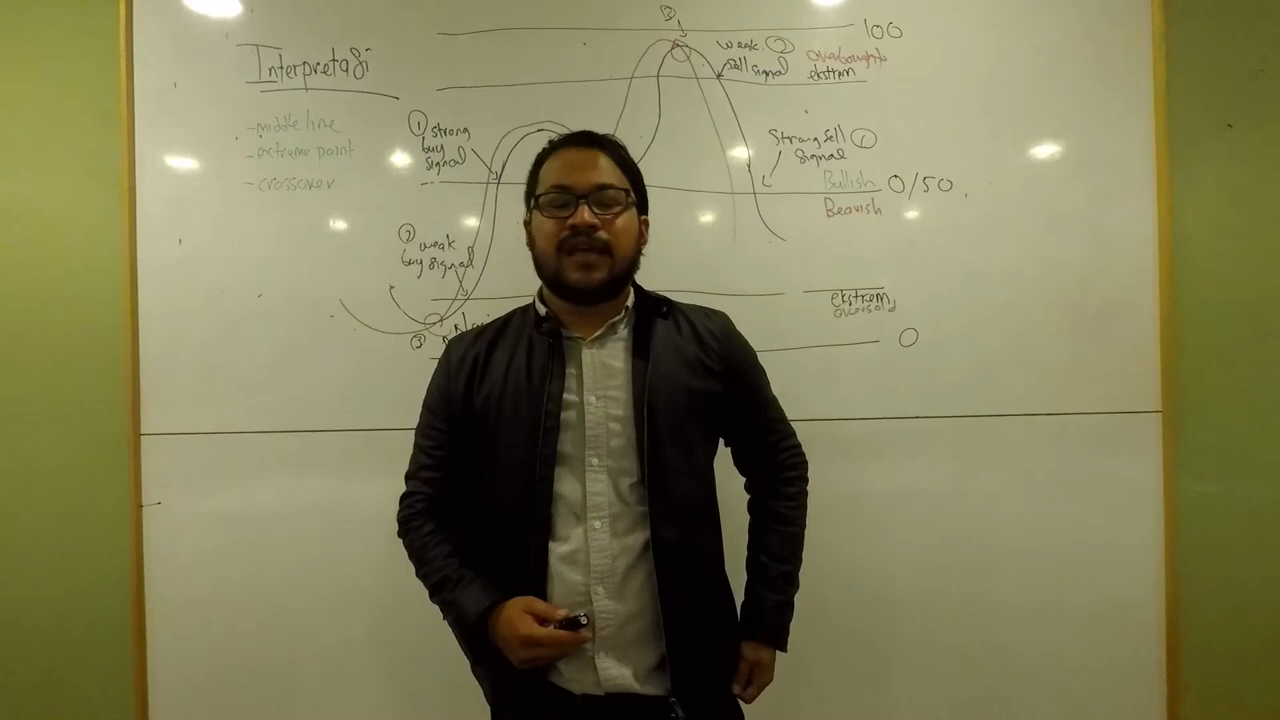 Interpretasi
- middle line
- extreme point
- crossover
① strong
buy
signal
② weak
buy signal
③
③
weak ②
sell signal
100
overbought
ekstrem
Strong sell ①
signal
Bullish
0/50
Bearish
ekstrem
oversold
0